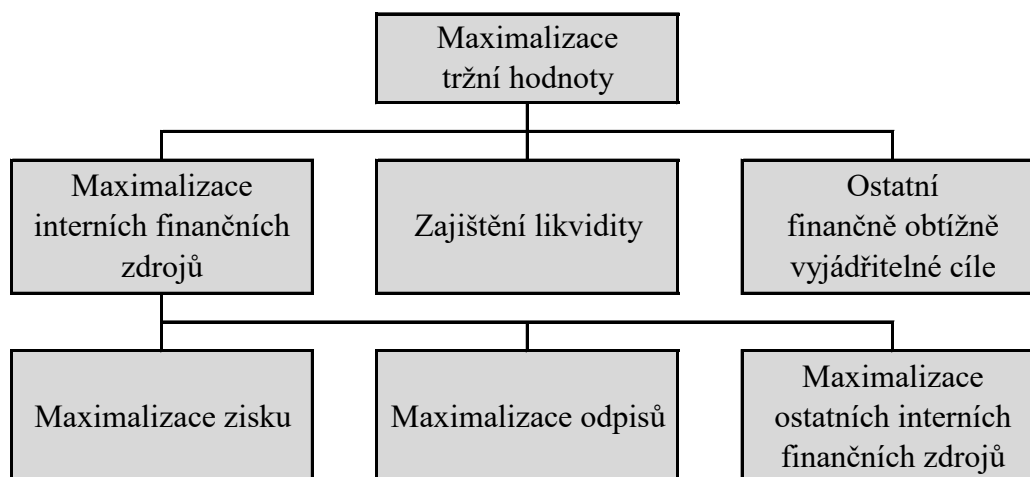 Maximalizace
tržní hodnoty
Maximalizace
interních finančních
zdrojů
Zajištění likvidity
Ostatní
finančně obtížně
vyjádřitelné cíle
Maximalizace zisku
Maximalizace odpisů
Maximalizace
ostatních interních
finančních zdrojů